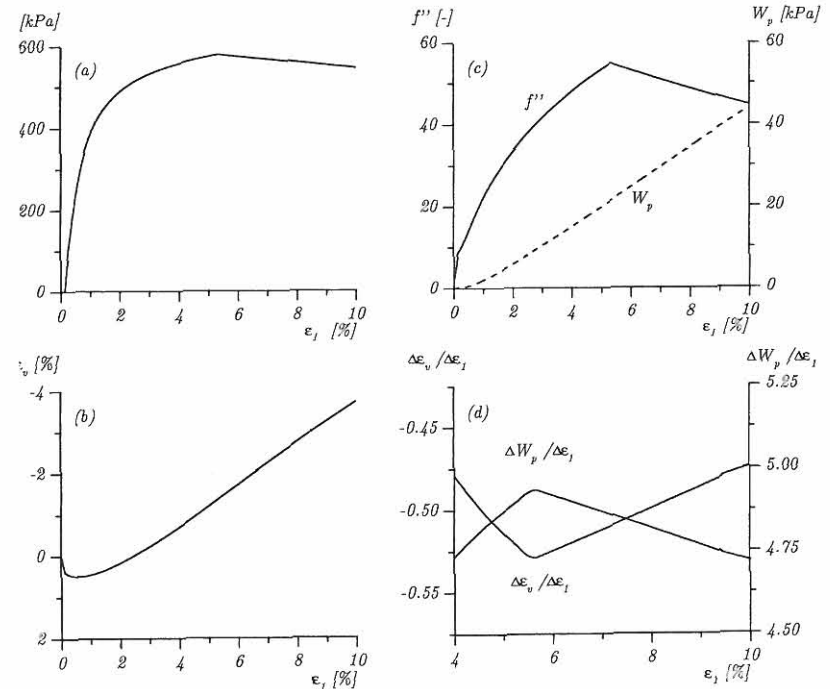 [kPa]
800
600
400
200
0
(a)
0 2 4 6 8 10
ε₁ [%]
f'' [-]
Wₚ [kPa]
60
40
20
0
60
40
20
0
(c)
f''
Wₚ
0 2 4 6 8 10
ε₁ [%]
ᵥ [%]
-4
-2
0
2
(b)
0 2 4 6 8 10
ε₁ [%]
Δεᵥ/Δε₁
ΔWₚ/Δε₁
-0.45
-0.50
-0.55
5.25
5.00
4.75
4.50
(d)
ΔWₚ/Δε₁
Δεᵥ/Δε₁
4 6 8 10
ε₁ [%]